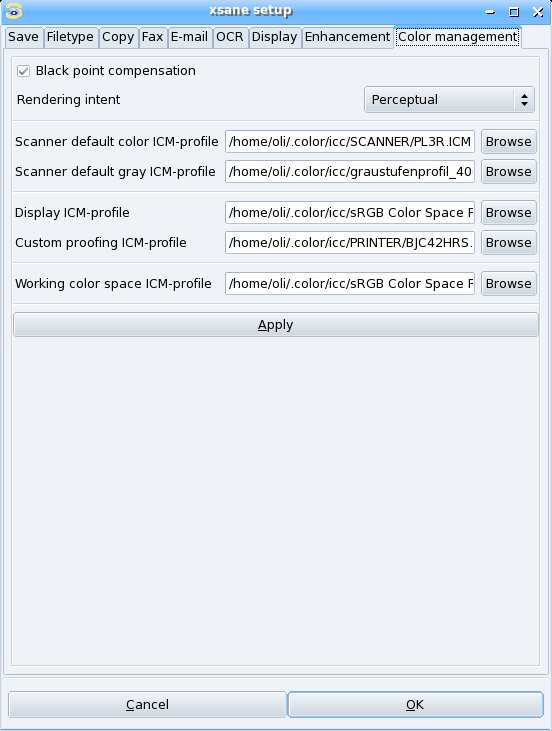 xsane setup
Save Filetype Copy Fax E-mail OCR Display Enhancement Color management
Black point compensation
Rendering intent Perceptual
Scanner default color ICM-profile /home/oli/.color/icc/SCANNER/PL3R.ICM Browse
Scanner default gray ICM-profile /home/oli/.color/icc/graustufenprofil_40 Browse
Display ICM-profile /home/oli/.color/icc/sRGB Color Space P Browse
Custom proofing ICM-profile /home/oli/.color/icc/PRINTER/BJC42HRS. Browse
Working color space ICM-profile /home/oli/.color/icc/sRGB Color Space P Browse
Apply
Cancel OK